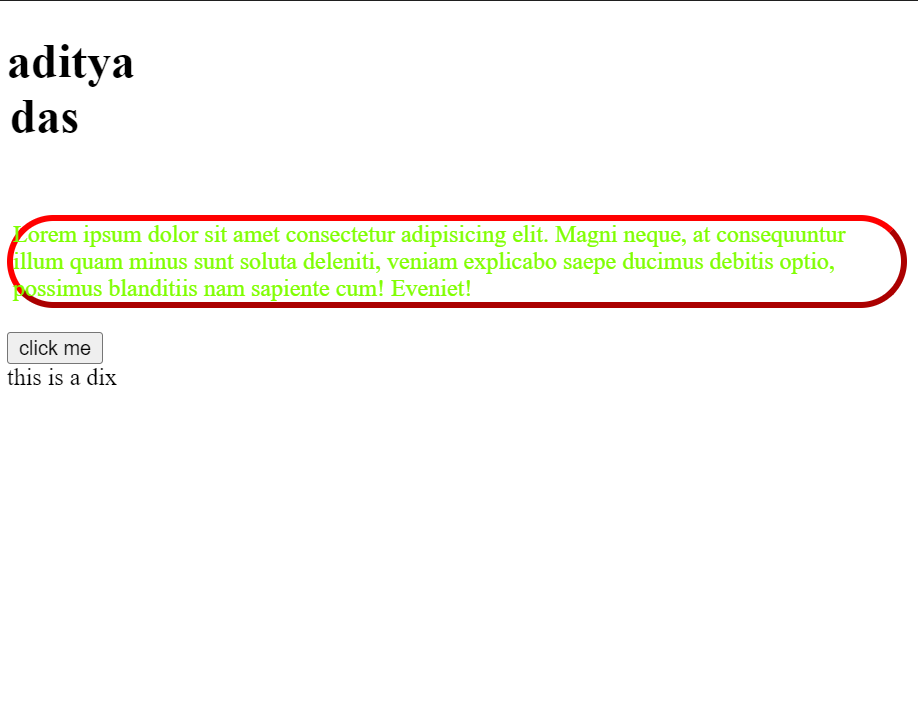 aditya
das
Lorem ipsum dolor sit amet consectetur adipisicing elit. Magni neque, at consequuntur
illum quam minus sunt soluta deleniti, veniam explicabo saepe ducimus debitis optio,
possimus blanditiis nam sapiente cum! Eveniet!
click me
this is a dix